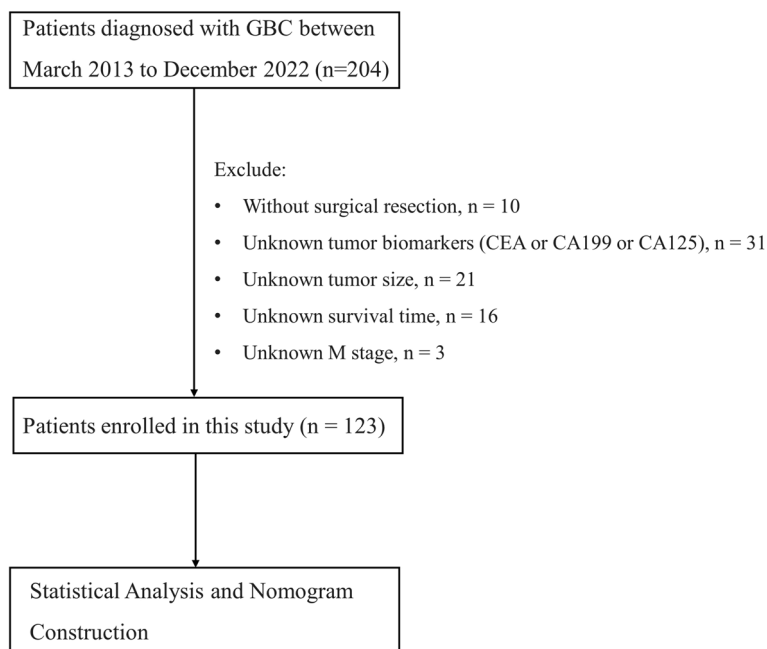 Patients diagnosed with GBC between
March 2013 to December 2022 (n=204)
Exclude:
• Without surgical resection, n = 10
• Unknown tumor biomarkers (CEA or CA199 or CA125), n = 31
• Unknown tumor size, n = 21
• Unknown survival time, n = 16
• Unknown M stage, n = 3
Patients enrolled in this study (n = 123)
Statistical Analysis and Nomogram
Construction